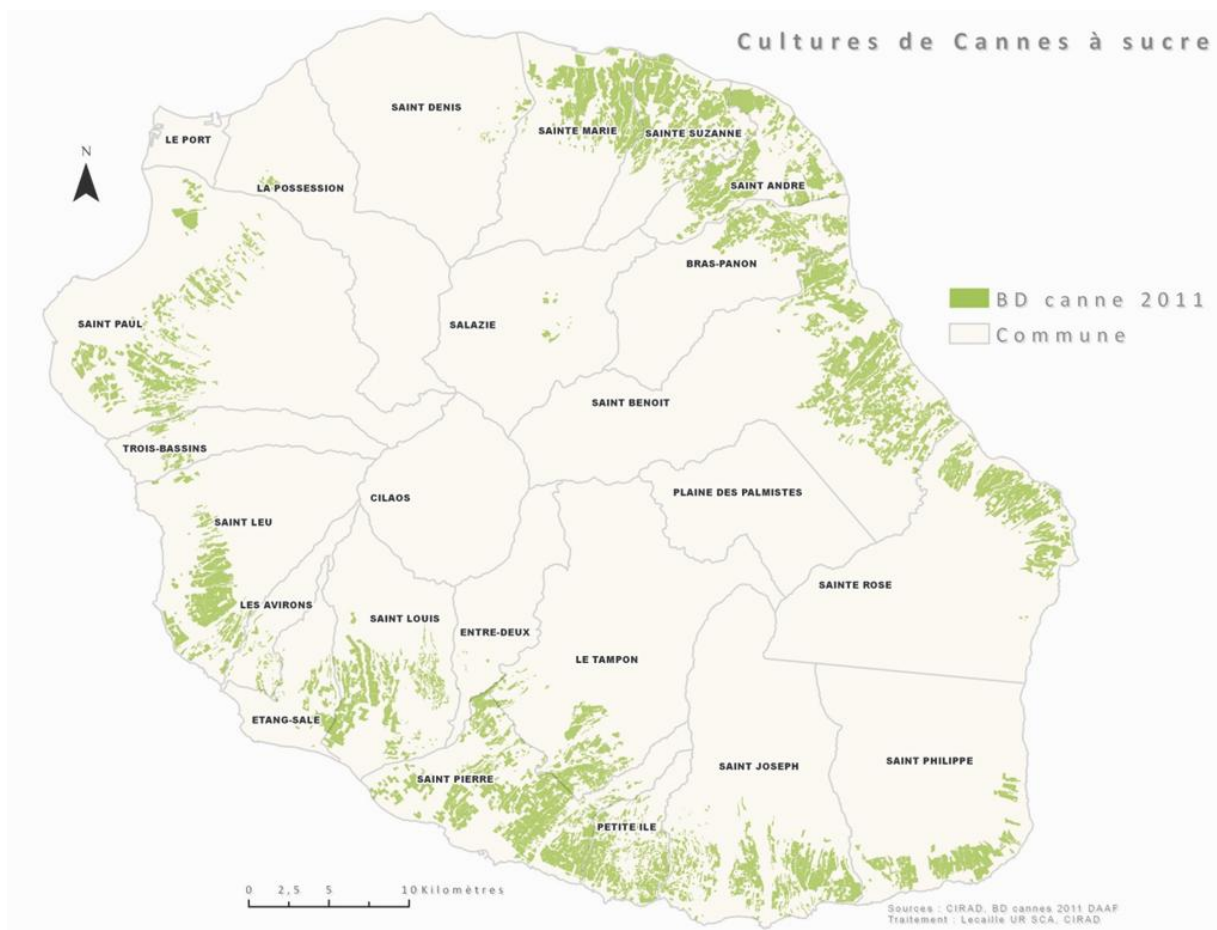 Cultures de Cannes à sucre
SAINT DENIS
SAINTE MARIE
SAINTE SUZANNE
LE PORT
N
LA POSSESSION
SAINT ANDRE
BRAS-PANON
BD canne 2011
Commune
SAINT PAUL
SALAZIE
SAINT BENOIT
TROIS-BASSINS
CILAOS
PLAINE DES PALMISTES
SAINT LEU
SAINTE ROSE
LES AVIRONS
SAINT LOUIS
ENTRE-DEUX
LE TAMPON
ETANG-SALE
SAINT PIERRE
SAINT JOSEPH
SAINT PHILIPPE
PETITE ILE
0 2,5 5 10 Kilomètres
Sources : CIRAD, BD cannes 2011 DAAF
Traitement : Lecaille UR SCA, CIRAD